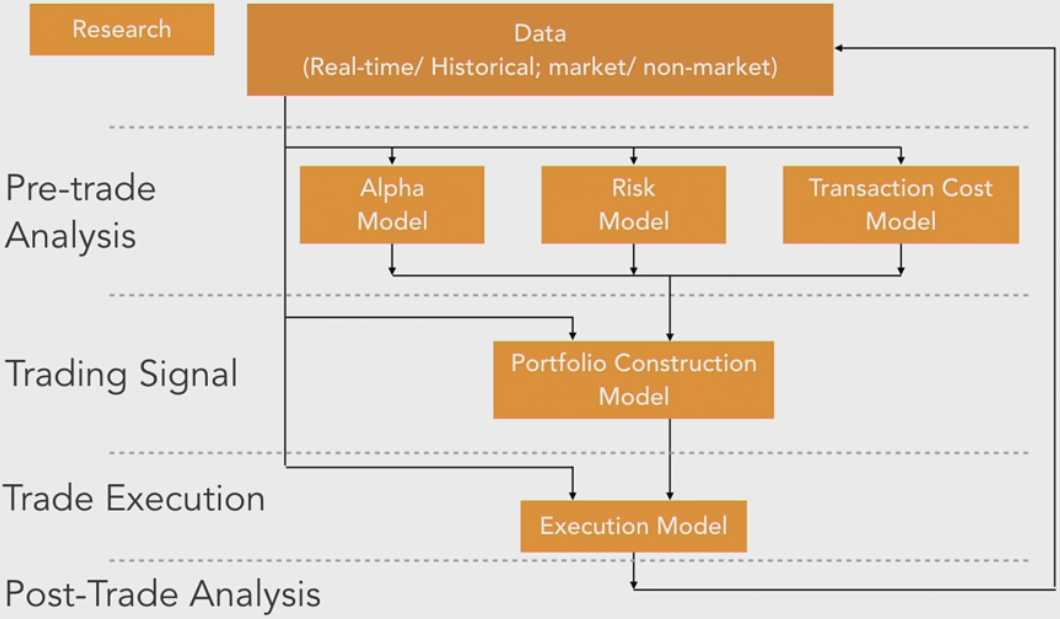 Research
Data
(Real-time/ Historical; market/ non-market)
Pre-trade
Analysis
Alpha
Model
Risk
Model
Transaction Cost
Model
Trading Signal
Portfolio Construction
Model
Trade Execution
Execution Model
Post-Trade Analysis